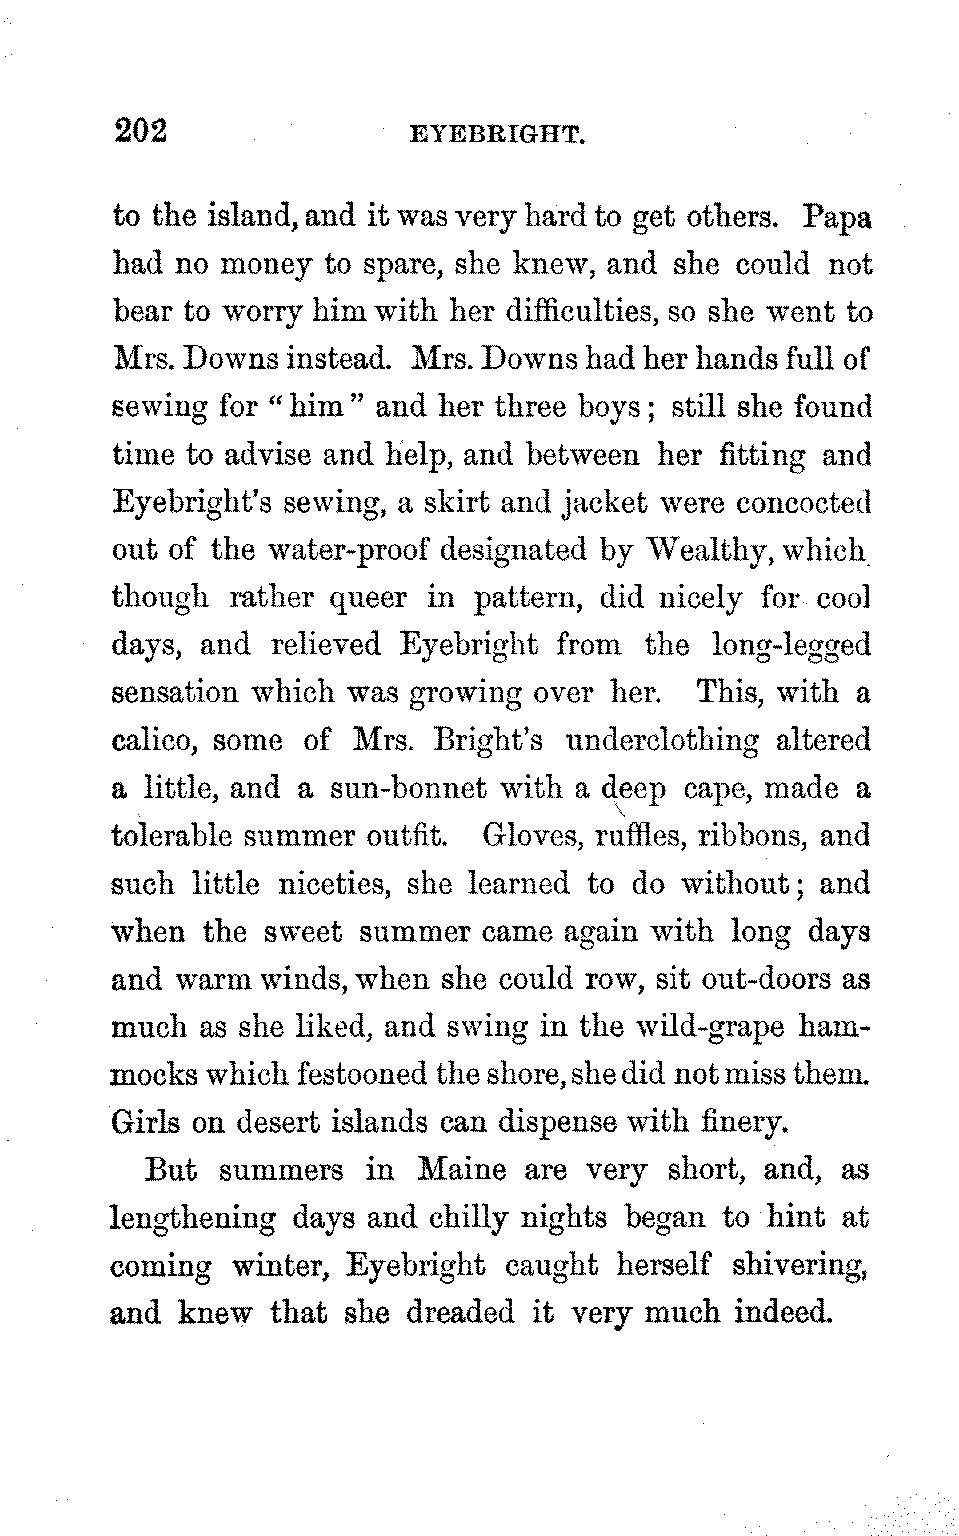 202 EYEBRIGHT.
to the island, and it was very hard to get others. Papa
had no money to spare, she knew, and she could not
bear to worry him with her difficulties, so she went to
Mrs. Downs instead. Mrs. Downs had her hands full of
sewing for " him " and her three boys ; still she found
time to advise and help, and between her fitting and
Eyebright's sewing, a skirt and jacket were concocted
out of the water-proof designated by Wealthy, which
though rather queer in pattern, did nicely for cool
days, and relieved Eyebright from the long-legged
sensation which was growing over her. This, with a
calico, some of Mrs. Bright's underclothing altered
a little, and a sun-bonnet with a deep cape, made a
tolerable summer outfit. Gloves, ruffles, ribbons, and
such little niceties, she learned to do without ; and
when the sweet summer came again with long days
and warm winds, when she could row, sit out-doors as
much as she liked, and swing in the wild-grape ham-
mocks which festooned the shore, she did not miss them.
Girls on desert islands can dispense with finery.
But summers in Maine are very short, and, as
lengthening days and chilly nights began to hint at
coming winter, Eyebright caught herself shivering,
and knew that she dreaded it very much indeed.